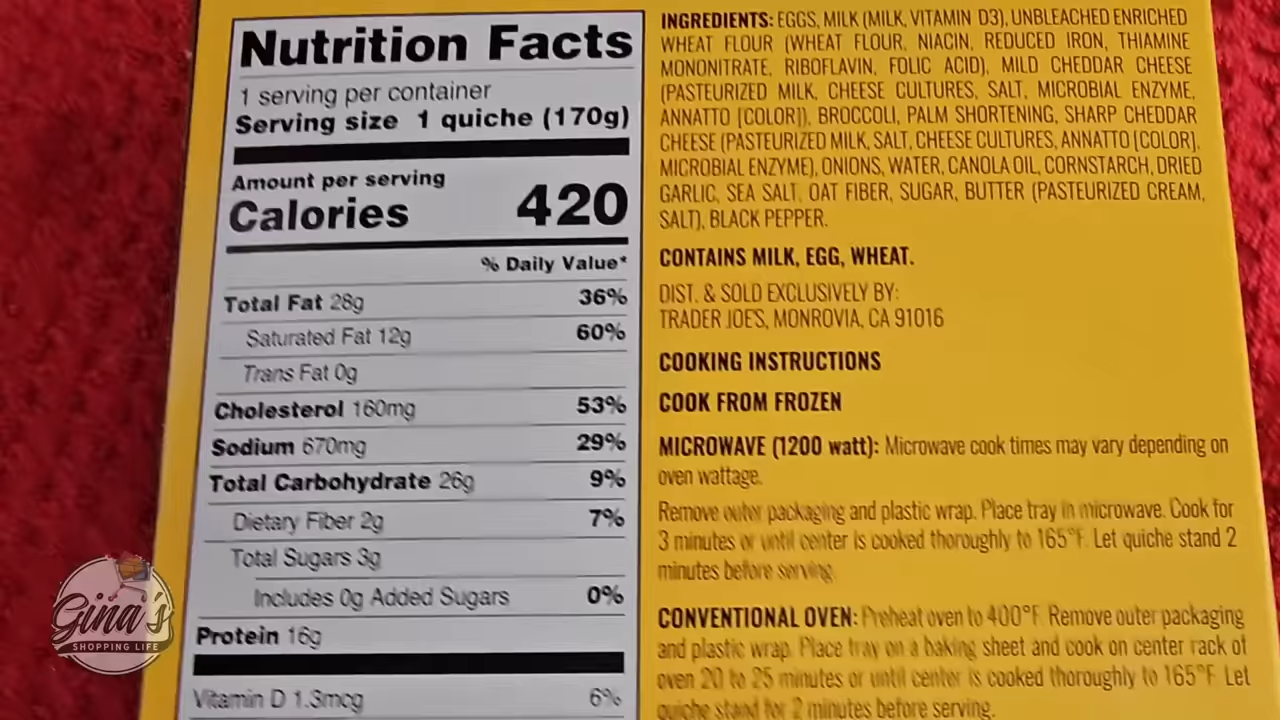 Nutrition Facts
1 serving per container
Serving size 1 quiche (170g)
Amount per serving
Calories 420
% Daily Value*
Total Fat 28g 36%
Saturated Fat 12g 60%
Trans Fat 0g
Cholesterol 160mg 53%
Sodium 670mg 29%
Total Carbohydrate 26g 9%
Dietary Fiber 2g 7%
Total Sugars 3g
Includes 0g Added Sugars 0%
Protein 16g
Vitamin D 1.3mcg 6%
INGREDIENTS: EGGS, MILK (MILK, VITAMIN D3), UNBLEACHED ENRICHED
WHEAT FLOUR (WHEAT FLOUR, NIACIN, REDUCED IRON, THIAMINE
MONONITRATE, RIBOFLAVIN, FOLIC ACID), MILD CHEDDAR CHEESE
(PASTEURIZED MILK, CHEESE CULTURES, SALT, MICROBIAL ENZYME,
ANNATTO [COLOR]), BROCCOLI, PALM SHORTENING, SHARP CHEDDAR
CHEESE (PASTEURIZED MILK, SALT, CHEESE CULTURES, ANNATTO [COLOR],
MICROBIAL ENZYME), ONIONS, WATER, CANOLA OIL, CORNSTARCH, DRIED
GARLIC, SEA SALT, OAT FIBER, SUGAR, BUTTER (PASTEURIZED CREAM,
SALT), BLACK PEPPER.
CONTAINS MILK, EGG, WHEAT.
DIST. & SOLD EXCLUSIVELY BY:
TRADER JOE'S, MONROVIA, CA 91016
COOKING INSTRUCTIONS
COOK FROM FROZEN
MICROWAVE (1200 watt): Microwave cook times may vary depending on
oven wattage.
Remove outer packaging and plastic wrap. Place tray in microwave. Cook for
3 minutes or until center is cooked thoroughly to 165°F. Let quiche stand 2
minutes before serving.
CONVENTIONAL OVEN: Preheat oven to 400°F. Remove outer packaging
and plastic wrap. Place tray on a baking sheet and cook on center rack of
oven 20 to 25 minutes or until center is cooked thoroughly to 165°F. Let
quiche stand for 2 minutes before serving.
Gina's
SHOPPING LIFE